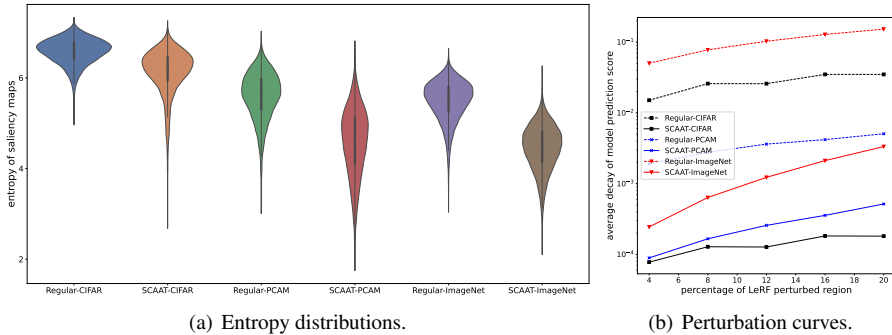 entropy of saliency maps
6
4
2
Regular-CIFAR SCAAT-CIFAR Regular-PCAM SCAAT-PCAM Regular-ImageNet SCAAT-ImageNet
(a) Entropy distributions.
average decay of model prediction score
10⁻¹
10⁻²
10⁻³
10⁻⁴
Regular-CIFAR
SCAAT-CIFAR
Regular-PCAM
SCAAT-PCAM
Regular-ImageNet
SCAAT-ImageNet
4 6 8 10 12 14 16 18 20
percentage of LeRF perturbed region
(b) Perturbation curves.